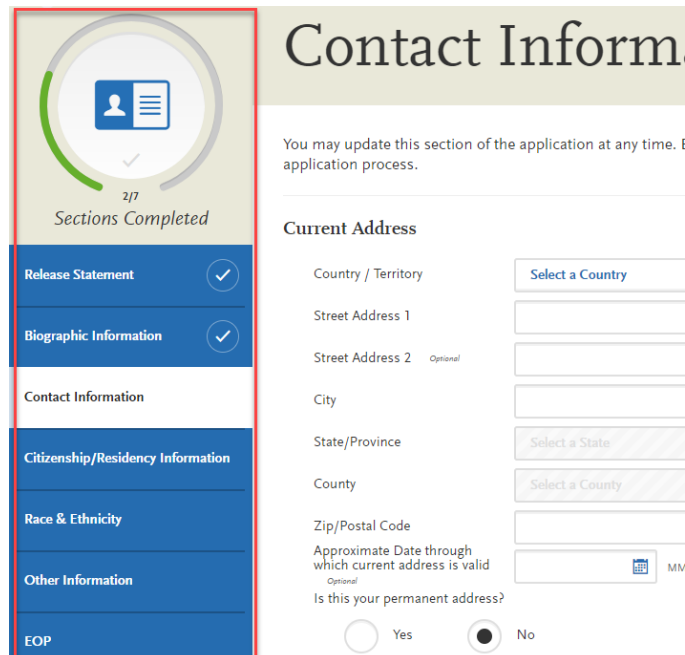 Contact Inform
You may update this section of the application at any time.
application process.
2/7
Sections Completed
Release Statement
Biographic Information
Contact Information
Citizenship/Residency Information
Race & Ethnicity
Other Information
EOP
Current Address
Country / Territory
Select a Country
Street Address 1
Street Address 2 Optional
City
State/Province
Select a State
County
Select a County
Zip/Postal Code
Approximate Date through
which current address is valid
Optional
MM
Is this your permanent address?
Yes
No